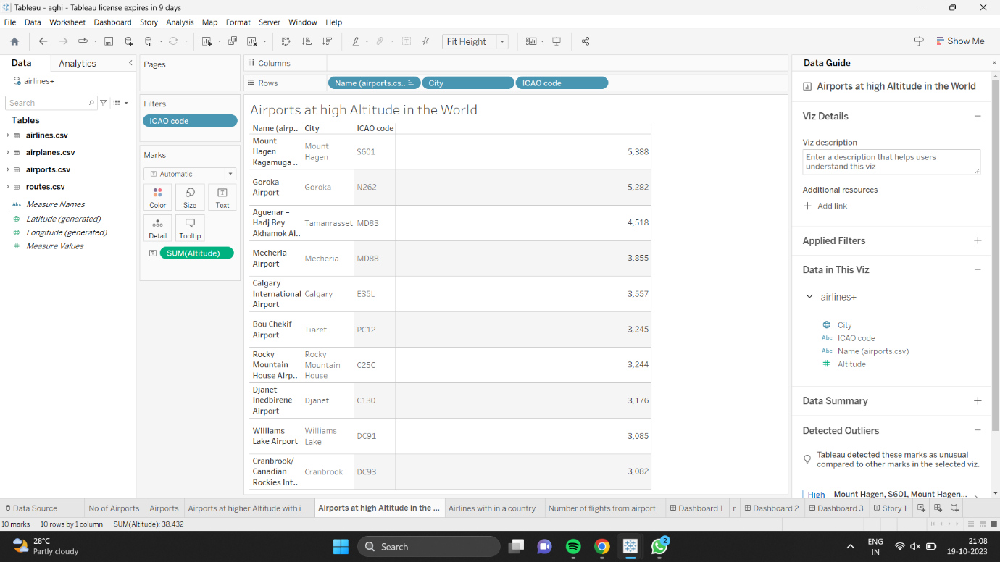 Tableau - aghi - Tableau license expires in 9 days
File Data Worksheet Dashboard Story Analysis Map Format Server Window Help
Fit Height
Show Me
Data Analytics
airlines+
Search
Tables
airlines.csv
airplanes.csv
airports.csv
routes.csv
Abc Measure Names
Latitude (generated)
Longitude (generated)
# Measure Values
Pages
Filters
ICAO code
Marks
T Automatic
Color Size Text
Detail Tooltip
T SUM(Altitude)
Columns
Rows Name (airports.cs.. City ICAO code
Airports at high Altitude in the World
Name (airp.. City ICAO code
Mount
Hagen
Kagamuga ..
Mount
Hagen
S601 5,388
Goroka
Airport
Goroka N262 5,282
Aguenar –
Hadj Bey
Akhamok Ai..
Tamanrasset MD83 4,518
Mecheria
Airport
Mecheria MD88 3,855
Calgary
International
Airport
Calgary E35L 3,557
Bou Chekif
Airport
Tiaret PC12 3,245
Rocky
Mountain
House Airp..
Rocky
Mountain
House
C25C 3,244
Djanet
Inedbirene
Airport
Djanet C130 3,176
Williams
Lake Airport
Williams
Lake
DC91 3,085
Cranbrook/
Canadian
Rockies Int..
Cranbrook DC93 3,082
Data Guide
Airports at high Altitude in the World
Viz Details
Viz description
Enter a description that helps users
understand this viz
Additional resources
Add link
Applied Filters
Data in This Viz
airlines+
City
Abc ICAO code
Abc Name (airports.csv)
# Altitude
Data Summary
Detected Outliers
Tableau detected these marks as unusual
compared to other marks in the selected viz.
High Mount Hagen, S601, Mount Hagen...
Data Source No.of.Airports Airports Airports at higher Altitude with i... Airports at high Altitude in the ... Airlines with in a country Number of flights from airport Dashboard 1 r Dashboard 2 Dashboard 3 Story 1
10 marks 10 rows by 1 column SUM(Altitude): 38,432
28°C
Partly cloudy
Search
2
ENG
IN
21:08
19-10-2023